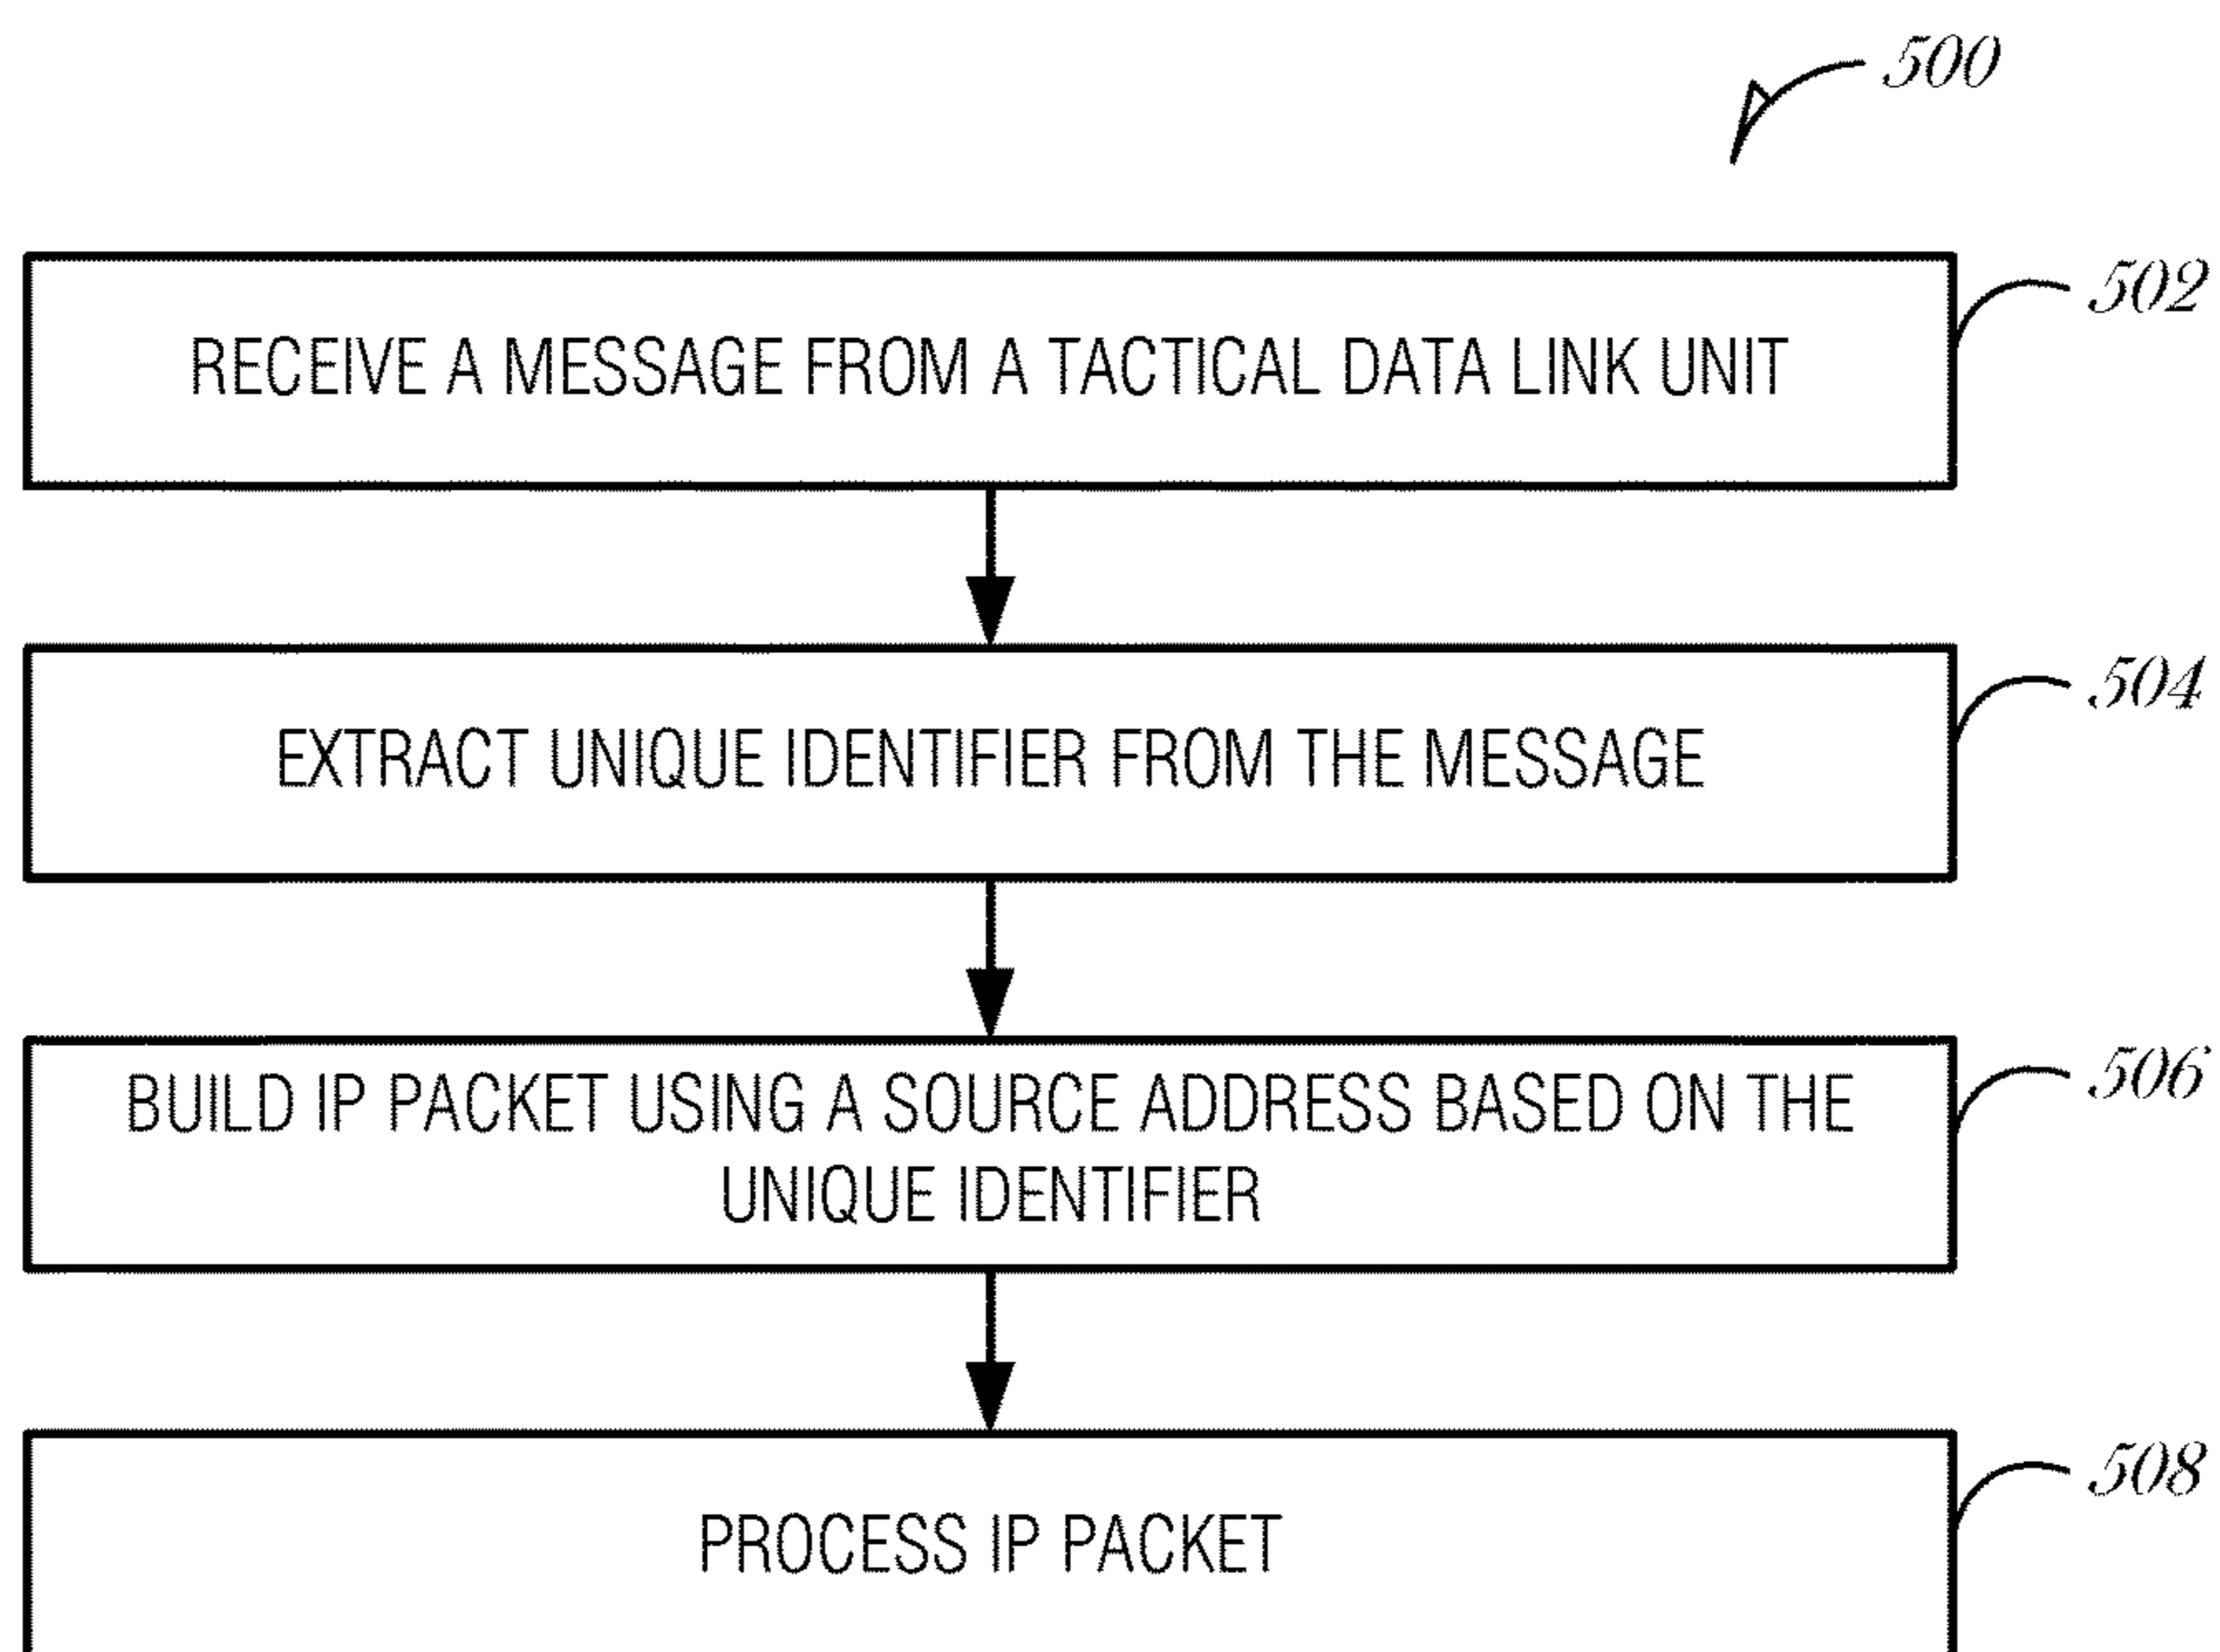 500
RECEIVE A MESSAGE FROM A TACTICAL DATA LINK UNIT
502
EXTRACT UNIQUE IDENTIFIER FROM THE MESSAGE
504
BUILD IP PACKET USING A SOURCE ADDRESS BASED ON THE
UNIQUE IDENTIFIER
506
PROCESS IP PACKET
508